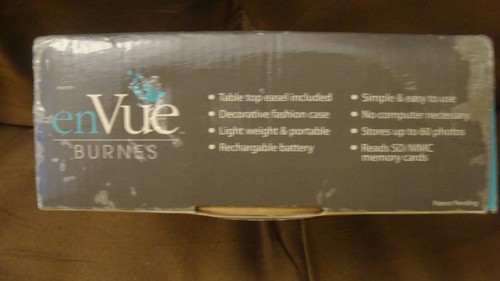 enVue
BURNES
• Table top easel included
• Decorative fashion case
• Light weight & portable
• Rechargable battery
• Simple & easy to use
• No computer necessary
• Stores up to 60 photos
• Reads SD/MMC
memory cards
Patent Pending